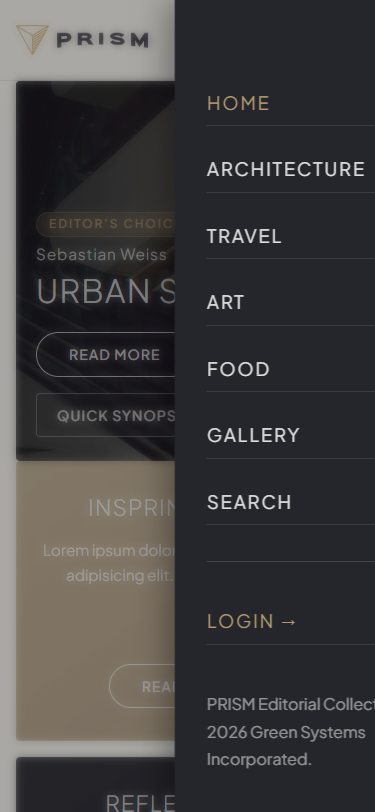 PRISM
EDITOR'S CHOIC
Sebastian Weiss
URBAN S
READ MORE
QUICK SYNOPS
INSPRIN
Lorem ipsum dolor
adipisicing elit.
REA
REFLE
HOME
ARCHITECTURE
TRAVEL
ART
FOOD
GALLERY
SEARCH
LOGIN →
PRISM Editorial Collect
2026 Green Systems
Incorporated.